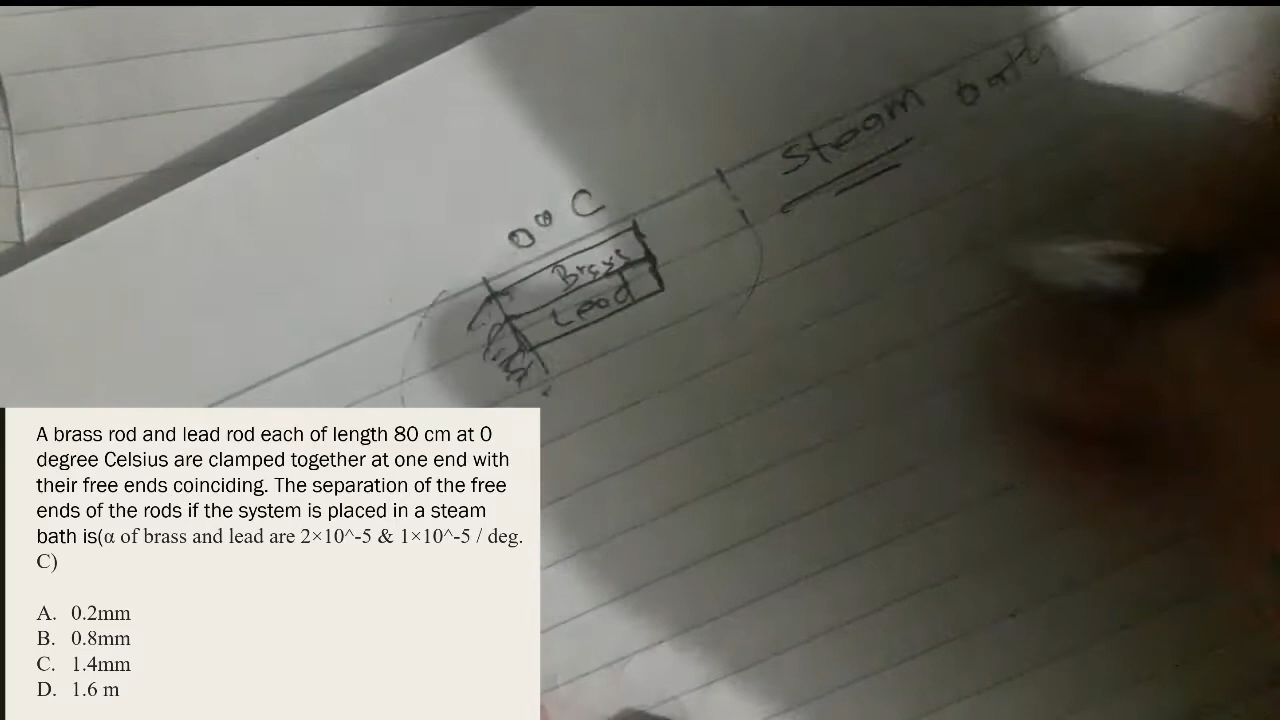 Steam bath
0° C
Brass
Lead
A brass rod and lead rod each of length 80 cm at 0
degree Celsius are clamped together at one end with
their free ends coinciding. The separation of the free
ends of the rods if the system is placed in a steam
bath is(α of brass and lead are 2×10^-5 & 1×10^-5 / deg.
C)
A. 0.2mm
B. 0.8mm
C. 1.4mm
D. 1.6 m